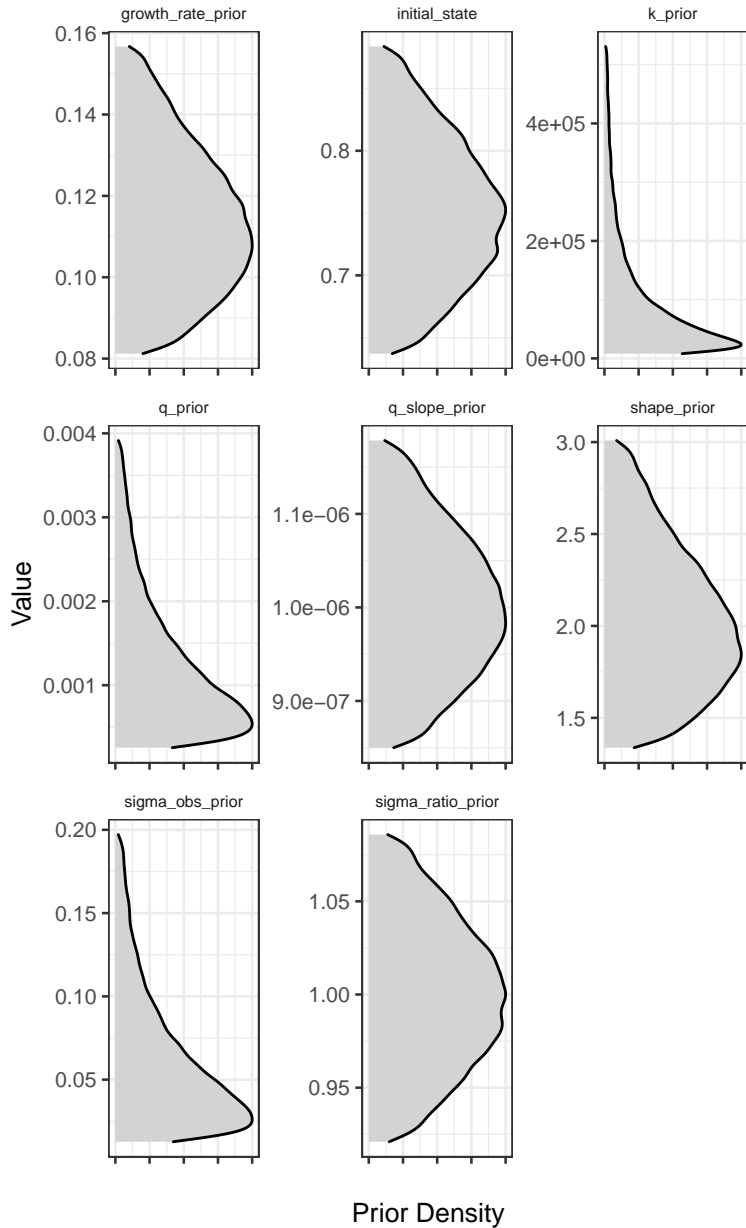 growth_rate_prior
initial_state
k_prior
0.16
0.14
0.12
0.10
0.08
0.8
0.7
4e+05
2e+05
0e+00
q_prior
q_slope_prior
shape_prior
0.004
0.003
0.002
0.001
1.1e−06
1.0e−06
9.0e−07
3.0
2.5
2.0
1.5
Value
sigma_obs_prior
sigma_ratio_prior
0.20
0.15
0.10
0.05
1.05
1.00
0.95
Prior Density